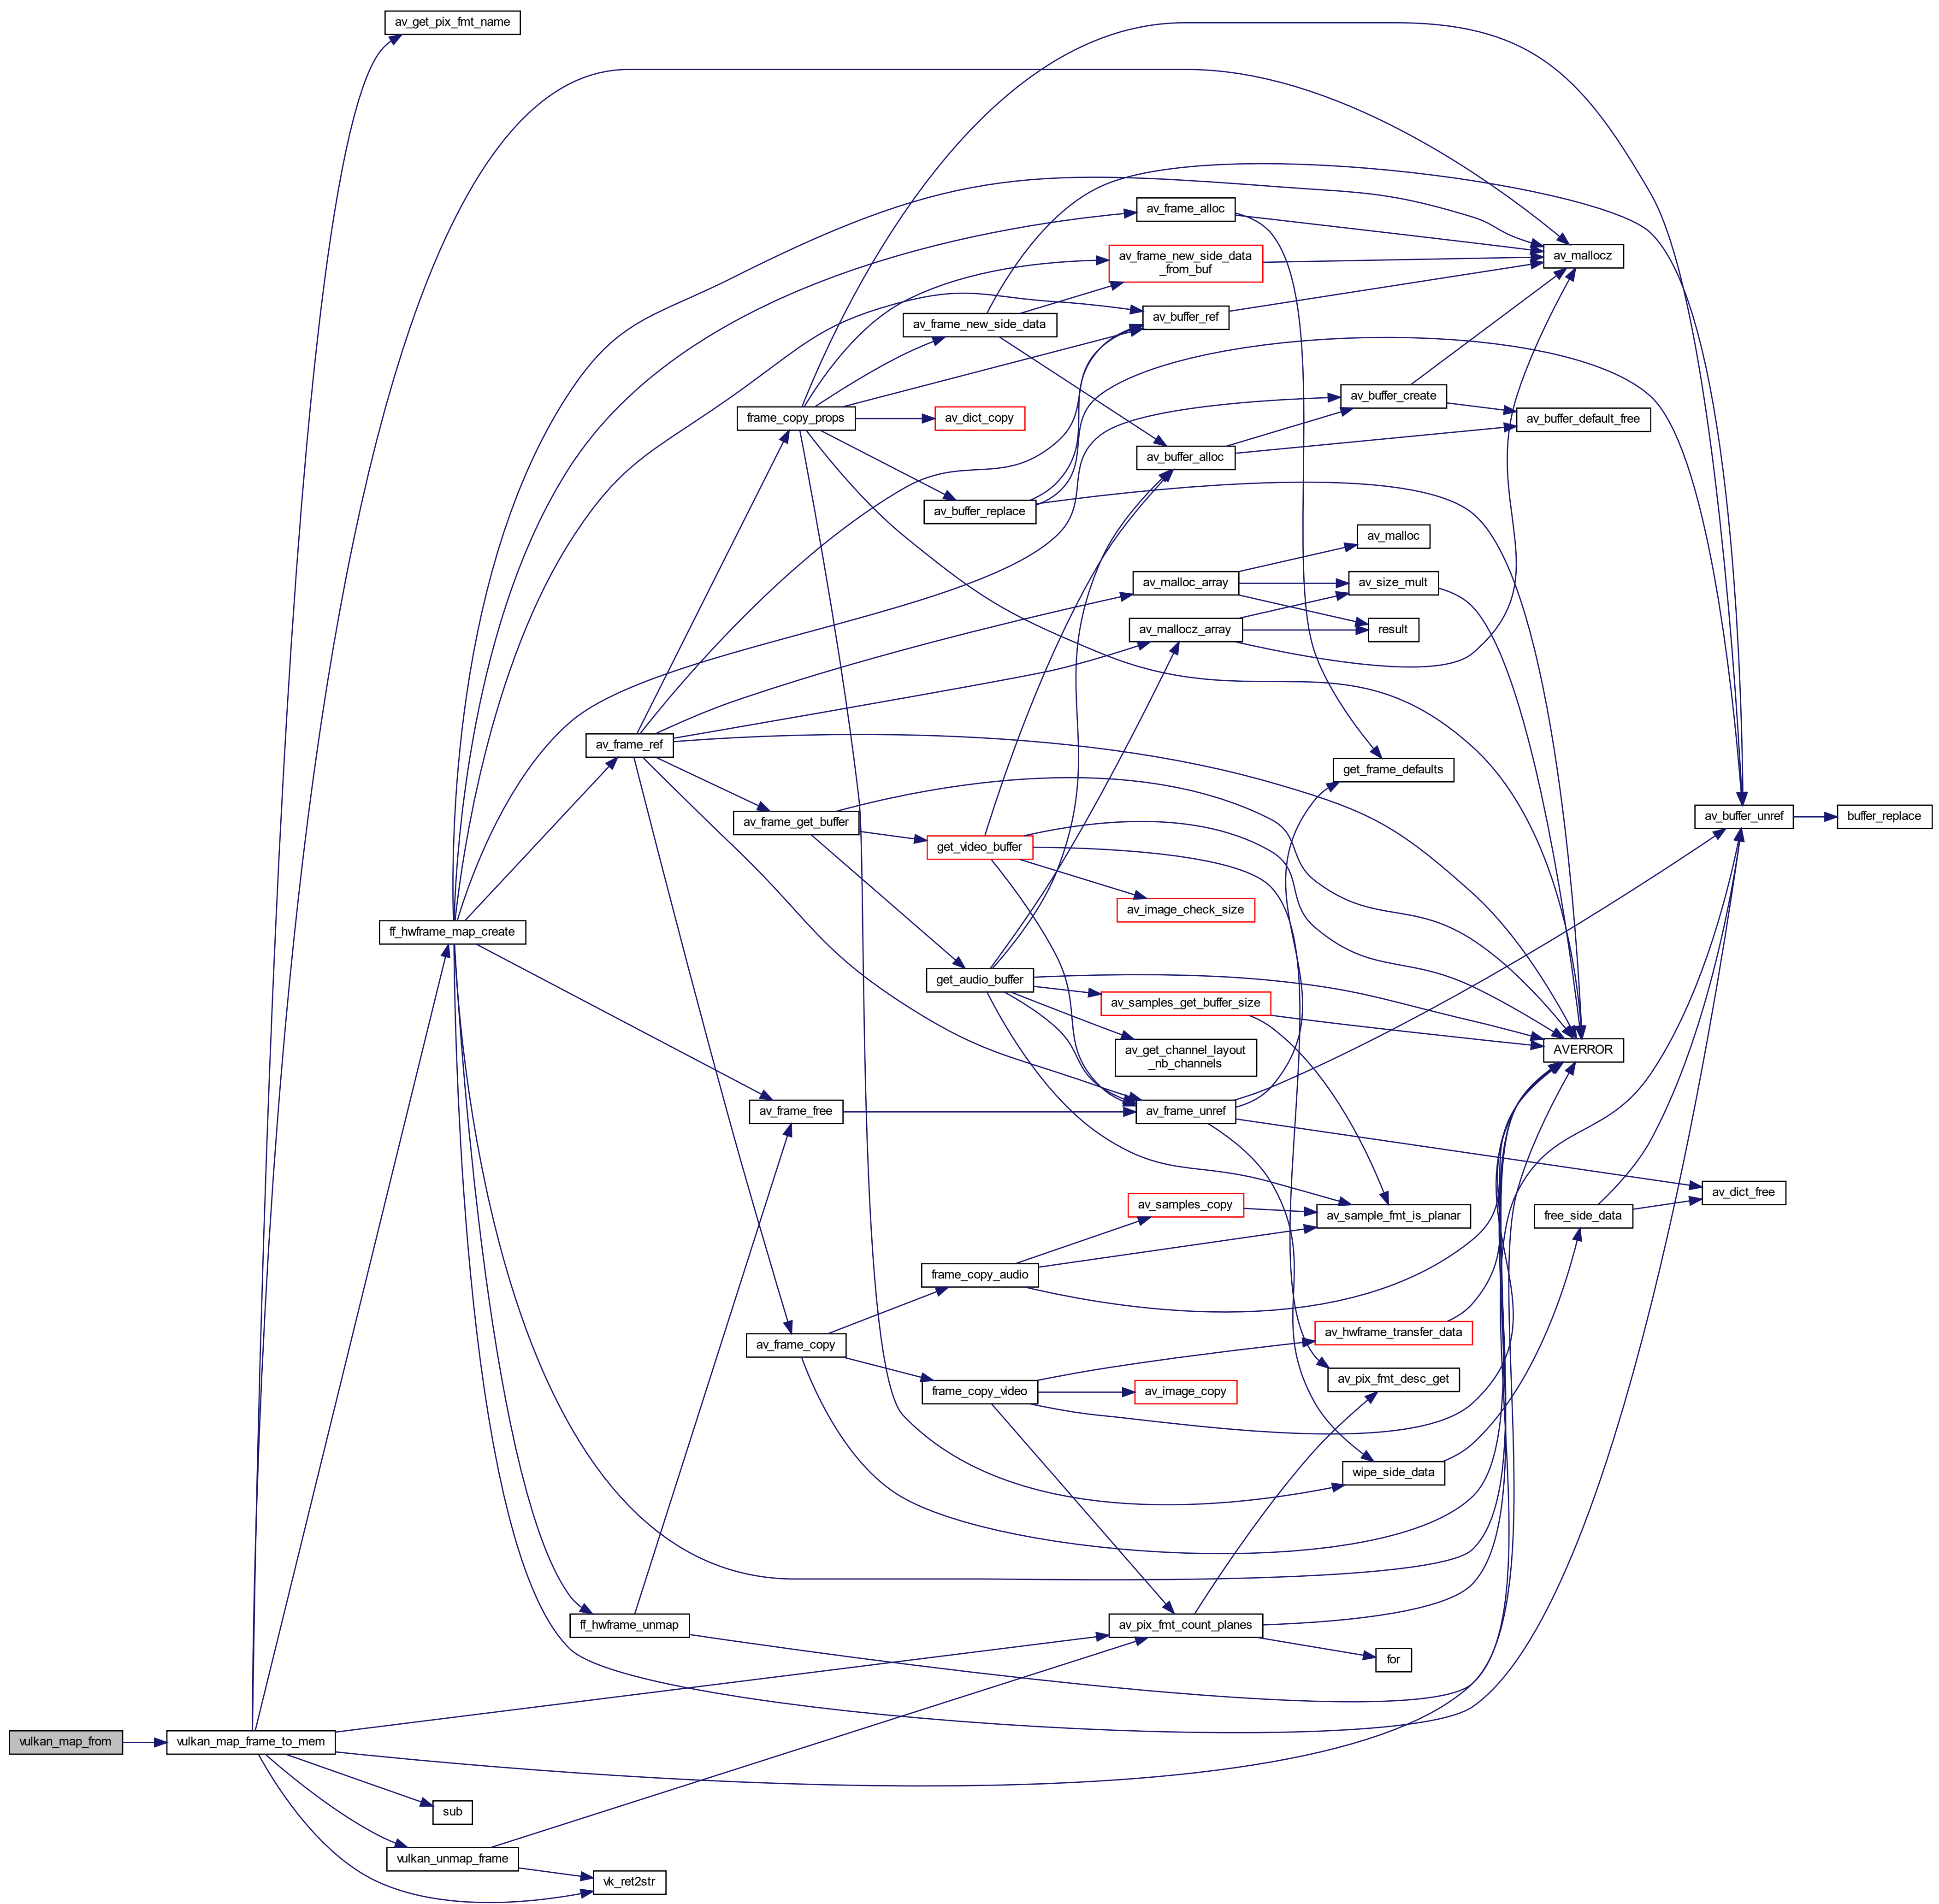 av_get_pix_fmt_name
av_frame_alloc
av_mallocz
av_frame_new_side_data
_from_buf
av_buffer_ref
av_frame_new_side_data
av_buffer_create
frame_copy_props
av_dict_copy
av_buffer_default_free
av_buffer_alloc
av_buffer_replace
av_malloc
av_malloc_array
av_size_mult
av_mallocz_array
result
av_frame_ref
get_frame_defaults
av_buffer_unref
buffer_replace
av_frame_get_buffer
get_video_buffer
av_image_check_size
ff_hwframe_map_create
get_audio_buffer
av_samples_get_buffer_size
av_get_channel_layout
_nb_channels
AVERROR
av_frame_free
av_frame_unref
av_dict_free
av_samples_copy
av_sample_fmt_is_planar
free_side_data
frame_copy_audio
av_hwframe_transfer_data
av_frame_copy
av_pix_fmt_desc_get
frame_copy_video
av_image_copy
wipe_side_data
ff_hwframe_unmap
av_pix_fmt_count_planes
for
vulkan_map_from
vulkan_map_frame_to_mem
sub
vulkan_unmap_frame
vk_ret2str